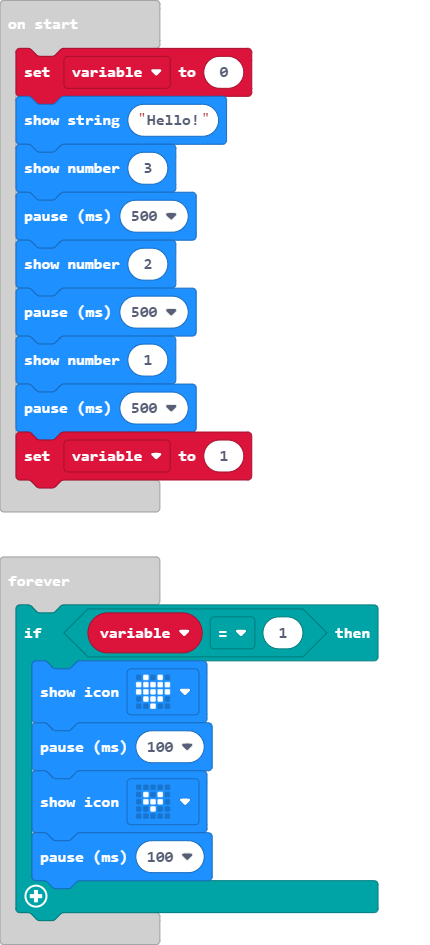 on start
set variable to 0
show string "Hello!"
show number 3
pause (ms) 500
show number 2
pause (ms) 500
show number 1
pause (ms) 500
set variable to 1
forever
if variable = 1 then
show icon
pause (ms) 100
show icon
pause (ms) 100